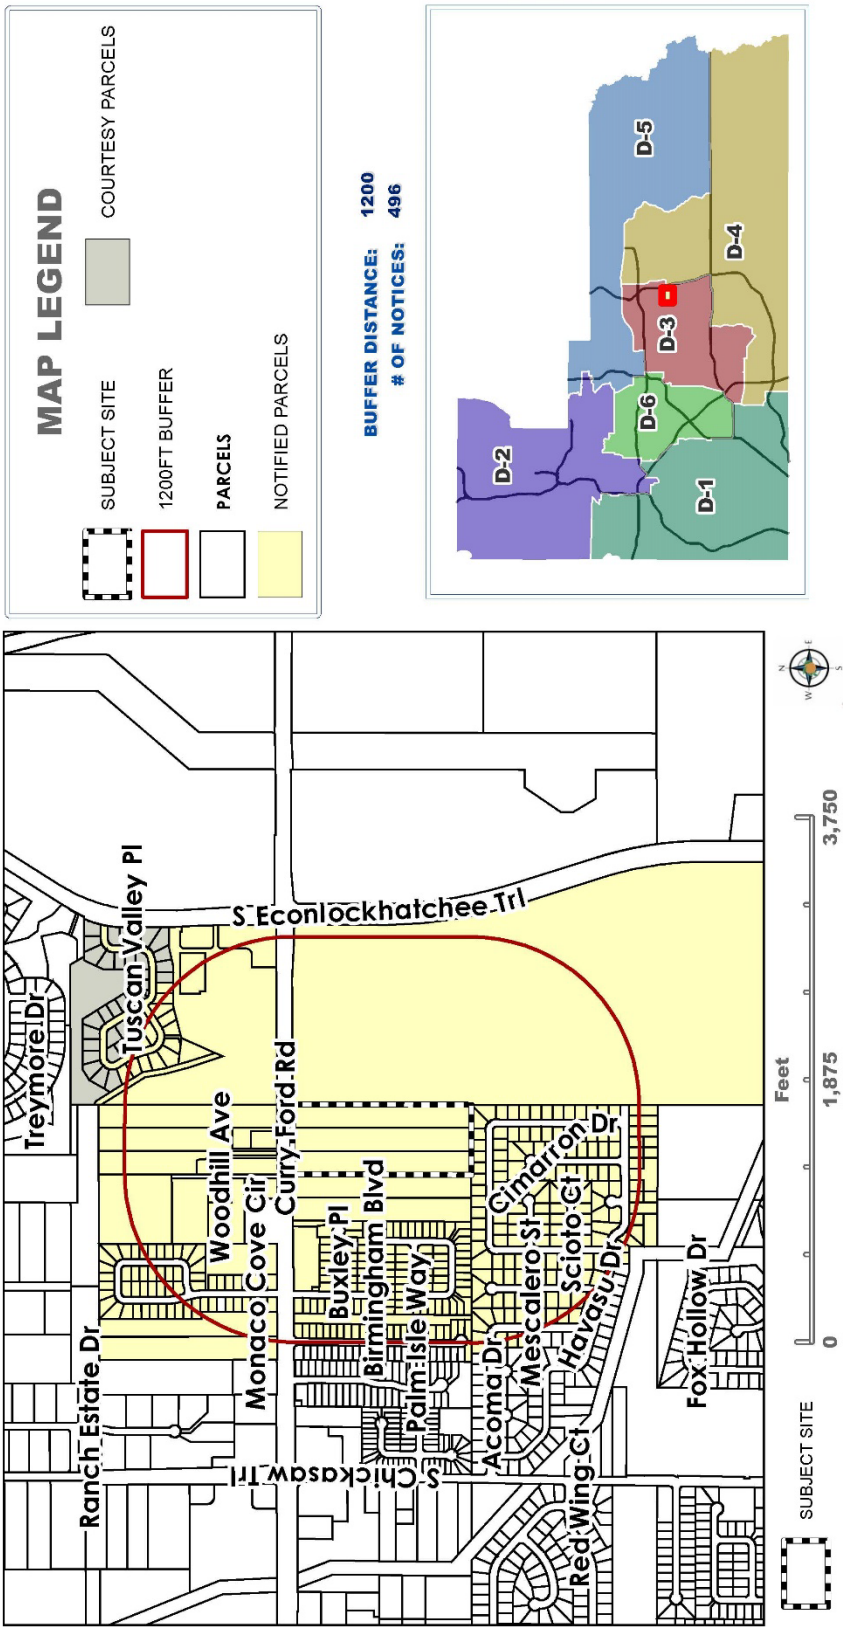 MAP LEGEND
SUBJECT SITE
COURTESY PARCELS
1200FT BUFFER
PARCELS
NOTIFIED PARCELS
BUFFER DISTANCE: 1200
# OF NOTICES: 496
D-2
D-5
D-6
D-3
D-4
D-1
Treymore Dr
Tuscan Valley Pl
Ranch Estate Dr
Woodhill Ave
Monaco Cove Cir
S Econlockhatchee Trl
Curry Ford Rd
S Chickasaw Trl
Buxley Pl
Birmingham Blvd
Palm Isle Way
Acoma Dr
Cimarron Dr
Mescalero St
Scioto Ct
Havasu Dr
Red Wing Ct
Fox Hollow Dr
SUBJECT SITE
Feet
0
1,875
3,750
N
W
E
S